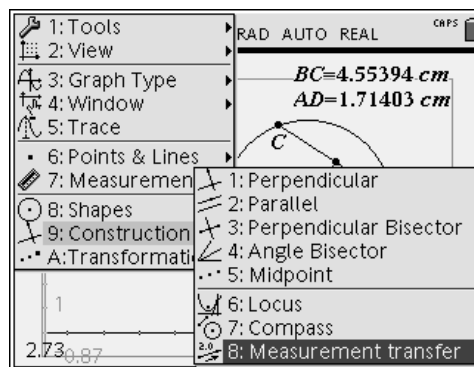 1: Tools
2: View
3: Graph Type
4: Window
5: Trace
6: Points & Lines
7: Measuremen
8: Shapes
9: Construction
A:Transformati
RAD AUTO REAL
CAPS
BC=4.55394 cm
AD=1.71403 cm
C
1: Perpendicular
2: Parallel
3: Perpendicular Bisector
4: Angle Bisector
5: Midpoint
6: Locus
7: Compass
2.0
8: Measurement transfer
1
2.73
0.87